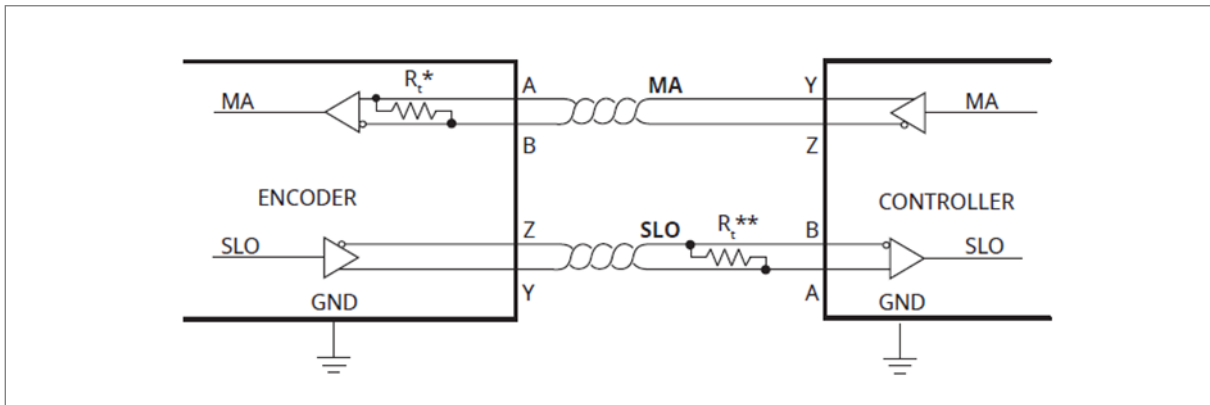 Rt*
A
MA
Y
MA
MA
B
Z
ENCODER
CONTROLLER
Z
SLO
Rt**
B
SLO
SLO
GND
Y
A
GND